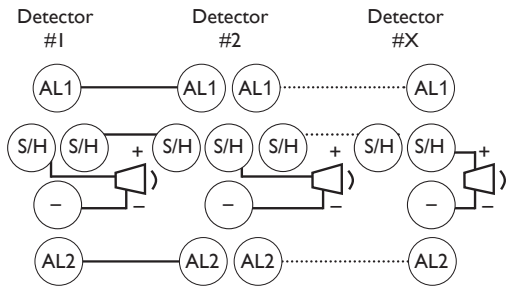 Detector Detector Detector
#1 #2 #X
AL1 AL1 AL1 AL1
S/H S/H S/H S/H S/H S/H S/H
+ + +
– – – – – –
AL2 AL2 AL2 AL2